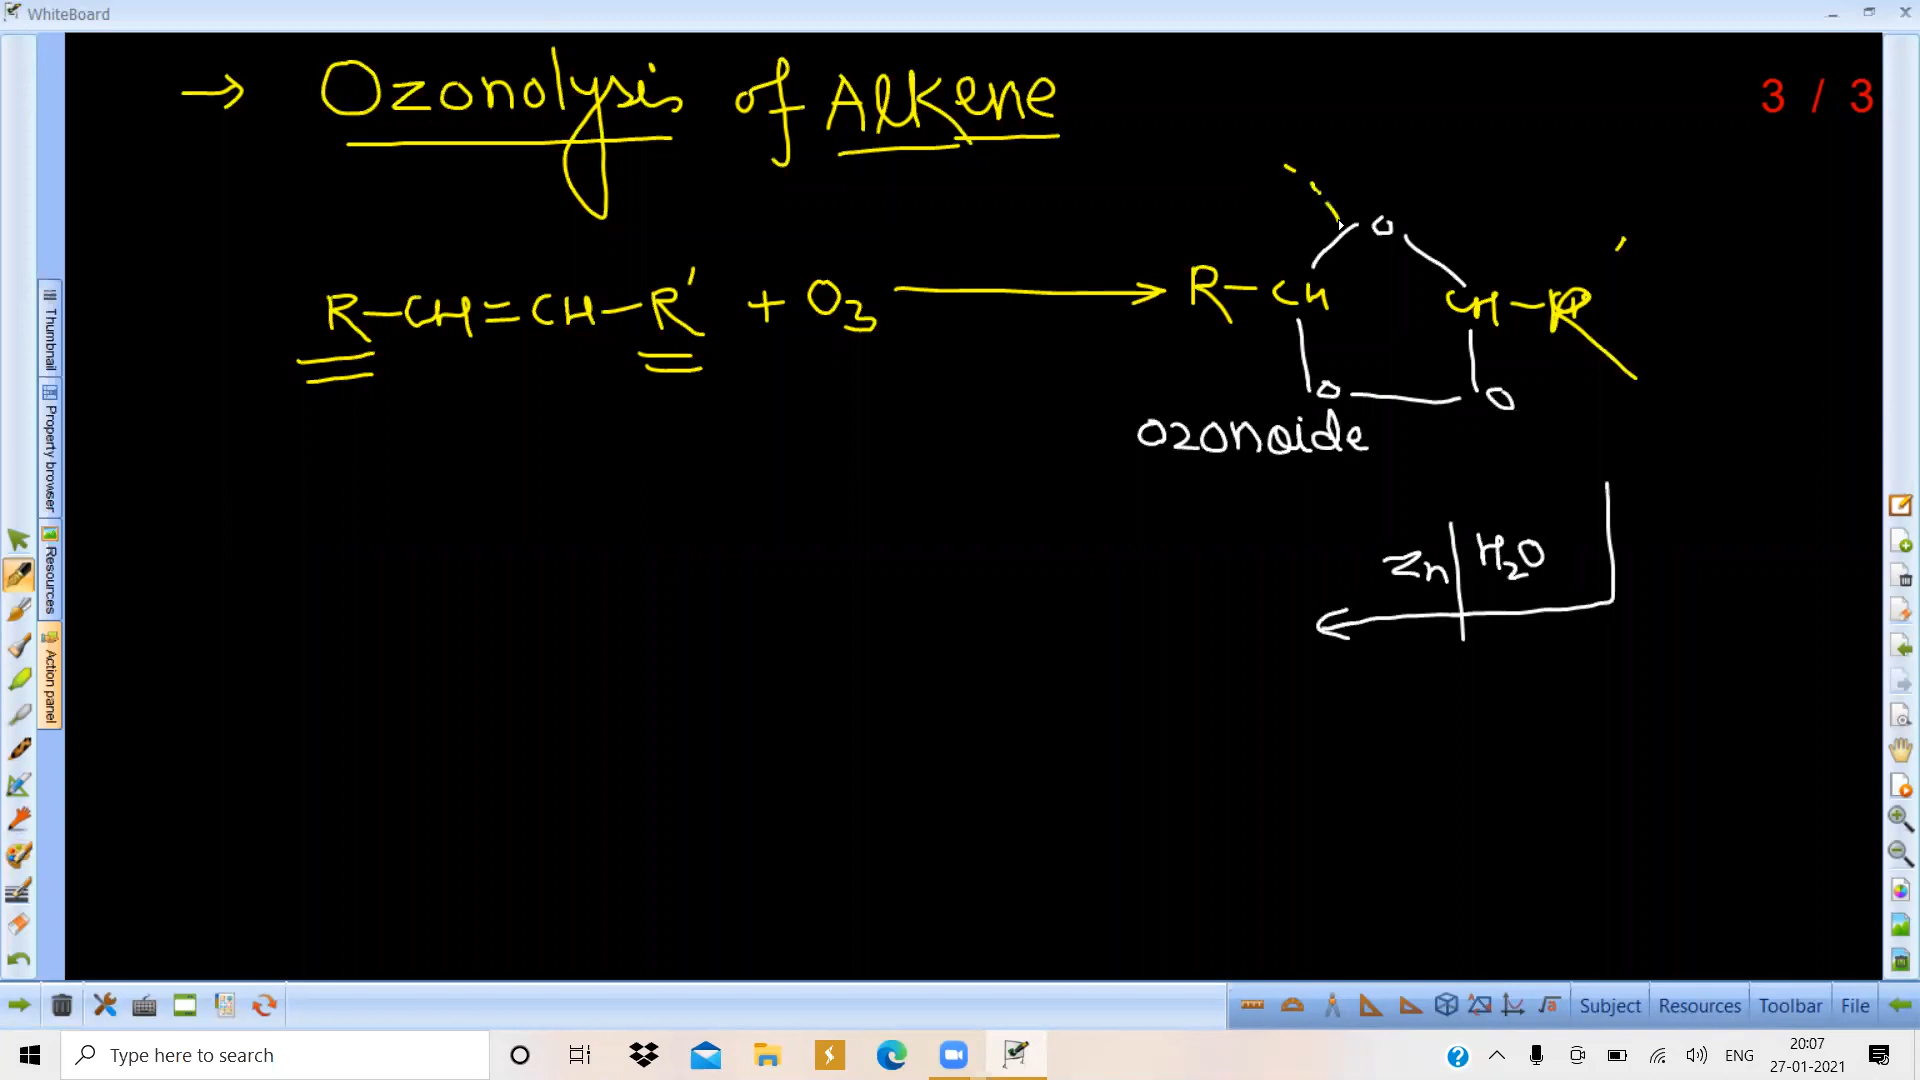 WhiteBoard
→ Ozonolysis of Alkene
3 / 3
R-CH=CH-R' + O3 → R-CH O CH-R'
O O
Ozonoide
Zn | H2O
Thumbnail
Property browser
Resources
Action panel
Subject Resources Toolbar File
Type here to search
ENG
20:07
27-01-2021